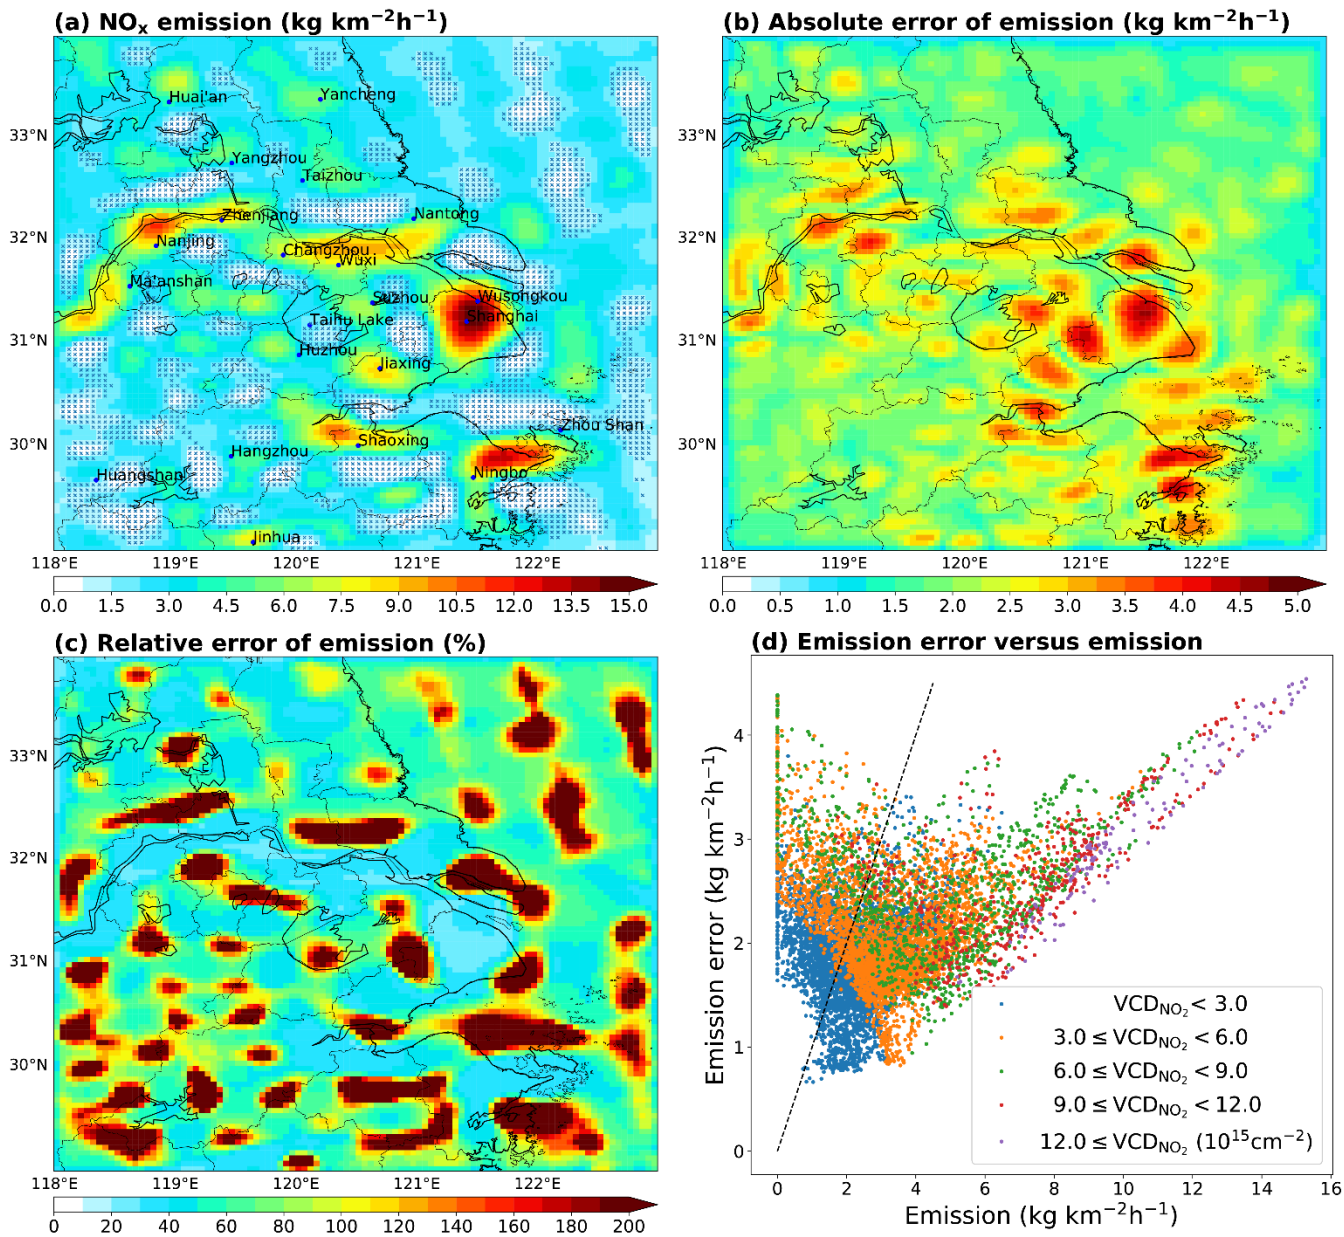 (a) NOₓ emission (kg km⁻²h⁻¹)
Huai'an
Yancheng
33°N
Yangzhou
Taizhou
Zhenjiang
Nantong
32°N
Nanjing
Changzhou
Wuxi
Ma'anshan
Suzhou
Wusongkou
Taihu Lake
Shanghai
31°N
Huzhou
Jiaxing
Zhou Shan
30°N
Shaoxing
Hangzhou
Huangshan
Ningbo
Jinhua
118°E 119°E 120°E 121°E 122°E
0.0 1.5 3.0 4.5 6.0 7.5 9.0 10.5 12.0 13.5 15.0
(b) Absolute error of emission (kg km⁻²h⁻¹)
33°N
32°N
31°N
30°N
118°E 119°E 120°E 121°E 122°E
0.0 0.5 1.0 1.5 2.0 2.5 3.0 3.5 4.0 4.5 5.0
(c) Relative error of emission (%)
33°N
32°N
31°N
30°N
118°E 119°E 120°E 121°E 122°E
0 20 40 60 80 100 120 140 160 180 200
(d) Emission error versus emission
Emission error (kg km⁻²h⁻¹)
4
3
2
1
0
VCD_NO₂ < 3.0
3.0 ≤ VCD_NO₂ < 6.0
6.0 ≤ VCD_NO₂ < 9.0
9.0 ≤ VCD_NO₂ < 12.0
12.0 ≤ VCD_NO₂ (10¹⁵cm⁻²)
0 2 4 6 8 10 12 14 16
Emission (kg km⁻²h⁻¹)